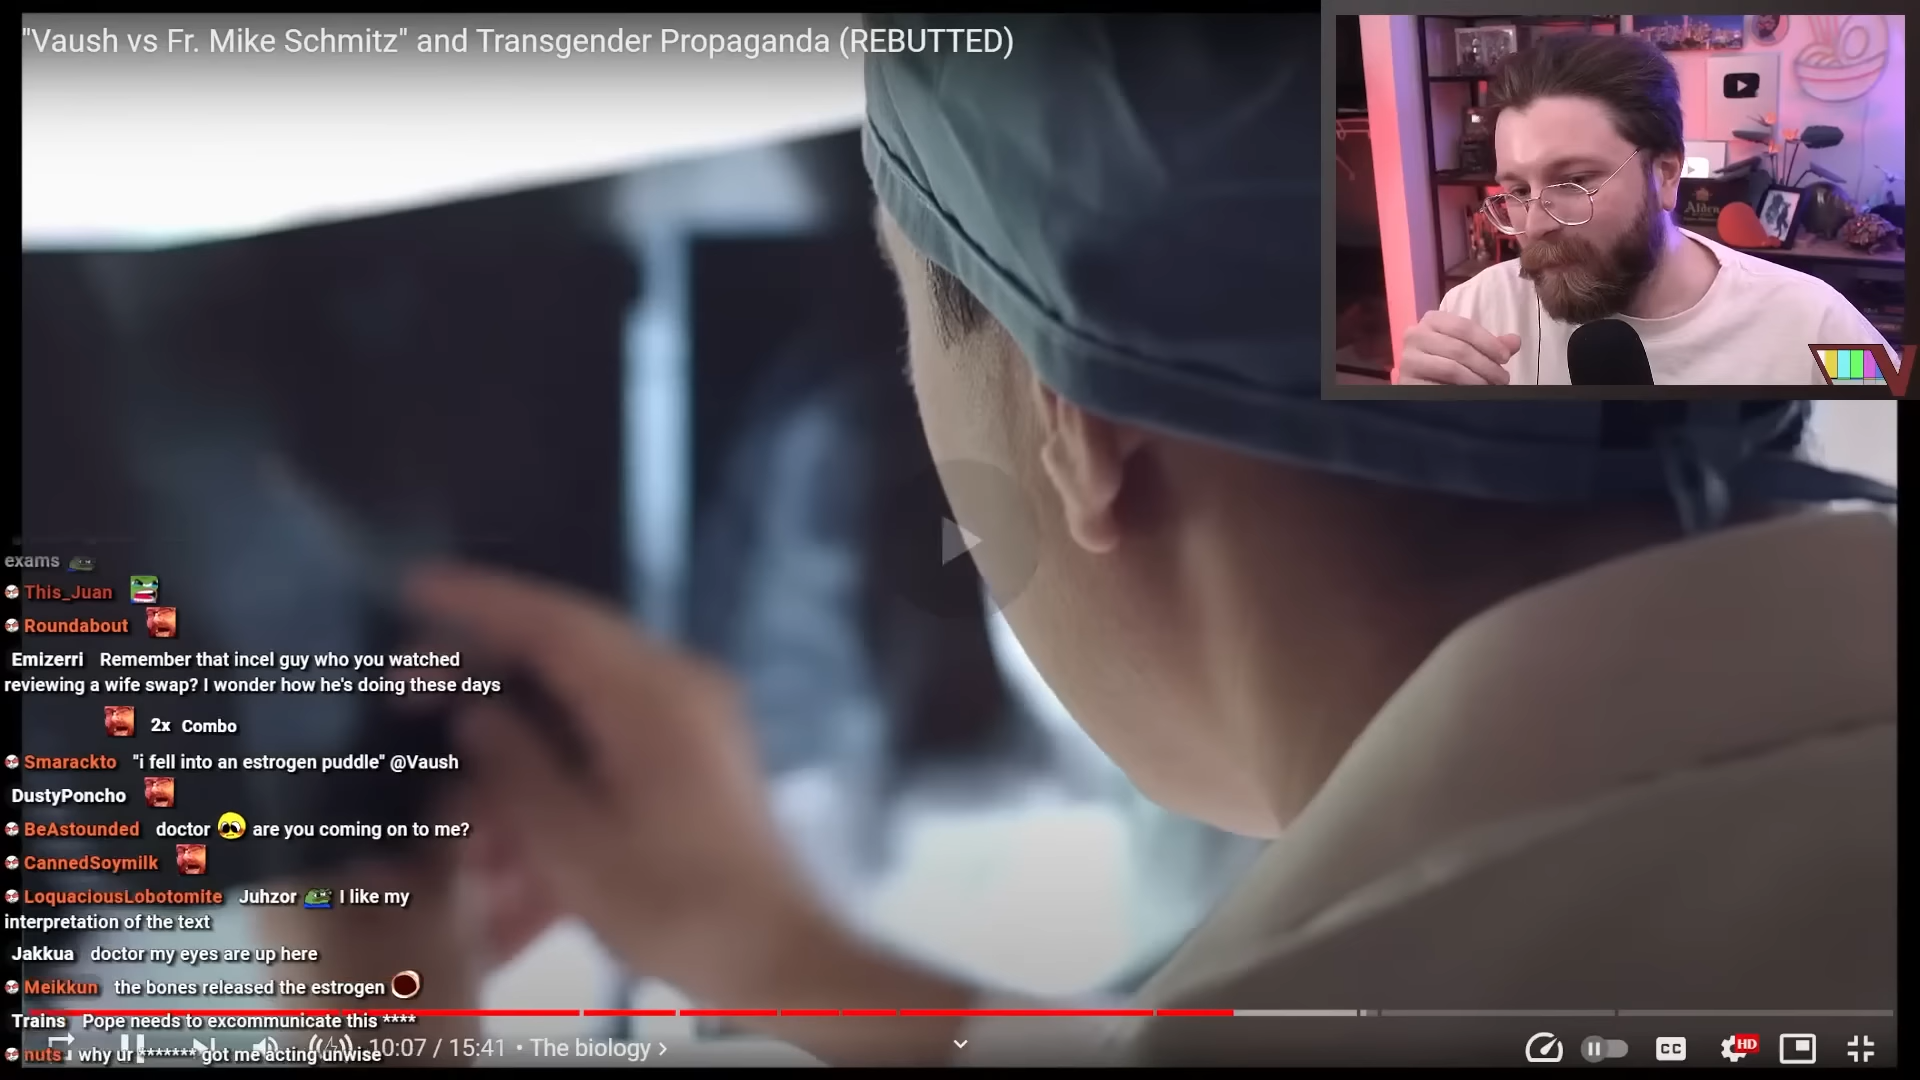 "Vaush vs Fr. Mike Schmitz" and Transgender Propaganda (REBUTTED)
Alden
exams
This_Juan
Roundabout
Emizerri Remember that incel guy who you watched
reviewing a wife swap? I wonder how he's doing these days
2x Combo
Smarackto "i fell into an estrogen puddle" @Vaush
DustyPoncho
BeAstounded doctor are you coming on to me?
CannedSoymilk
LoquaciousLobotomite Juhzor I like my
interpretation of the text
Jakkua doctor my eyes are up here
Meikkun the bones released the estrogen
Trains Pope needs to excommunicate this ****
nuts why ur ******* got me acting unwise
10:07 / 15:41 • The biology
CC
HD